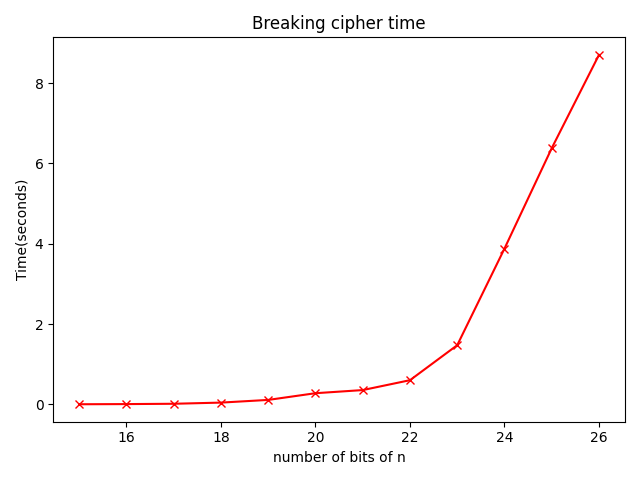 Breaking cipher time
Time(seconds)
8
6
4
2
0
16 18 20 22 24 26
number of bits of n